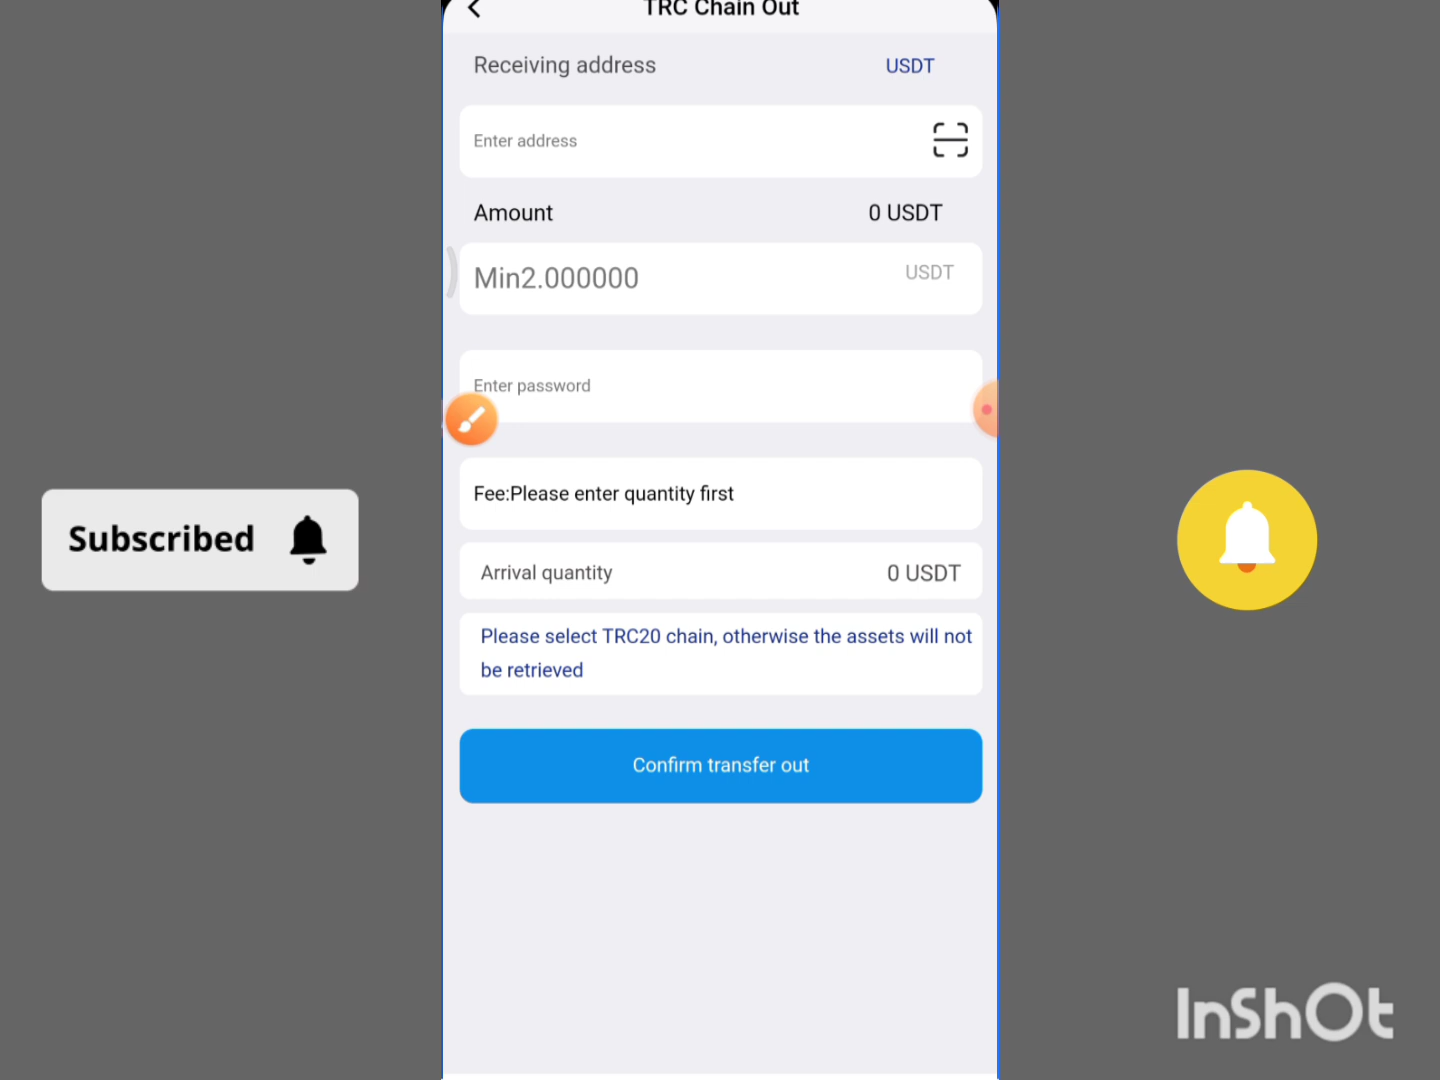 TRC Chain Out
Receiving address USDT
Enter address
Amount 0 USDT
Min2.000000 USDT
Enter password
Fee:Please enter quantity first
Subscribed
Arrival quantity 0 USDT
Please select TRC20 chain, otherwise the assets will not
be retrieved
Confirm transfer out
InShOt